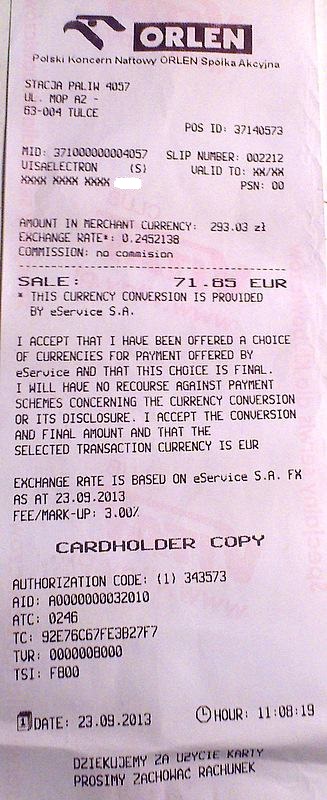 ORLEN
Polski Koncern Naftowy ORLEN Spółka Akcyjna
STACJA PALIW 4057
UL. MOP A2 -
63-004 TULCE
POS ID: 37140573
MID: 371000000004057 SLIP NUMBER: 002212
VISAELECTRON (S) VALID TO: XX/XX
XXXX XXXX XXXX PSN: 00
AMOUNT IN MERCHANT CURRENCY: 293.03 zł
EXCHANGE RATE*: 0.2452138
COMMISSION: no commision
SALE: 71.85 EUR
* THIS CURRENCY CONVERSION IS PROVIDED
BY eService S.A.
I ACCEPT THAT I HAVE BEEN OFFERED A CHOICE
OF CURRENCIES FOR PAYMENT OFFERED BY
eService AND THAT THIS CHOICE IS FINAL.
I WILL HAVE NO RECOURSE AGAINST PAYMENT
SCHEMES CONCERNING THE CURRENCY CONVERSION
OR ITS DISCLOSURE. I ACCEPT THE CONVERSION
AND FINAL AMOUNT AND THAT THE
SELECTED TRANSACTION CURRENCY IS EUR
EXCHANGE RATE IS BASED ON eService S.A. FX
AS AT 23.09.2013
FEE/MARK-UP: 3.00%
CARDHOLDER COPY
AUTHORIZATION CODE: (1) 343573
AID: A0000000032010
ATC: 0246
TC: 92E76C67FE3B27F7
TVR: 0000008000
TSI: F800
DATE: 23.09.2013 HOUR: 11:08:19
DZIĘKUJEMY ZA UŻYCIE KARTY
PROSIMY ZACHOWAĆ RACHUNEK